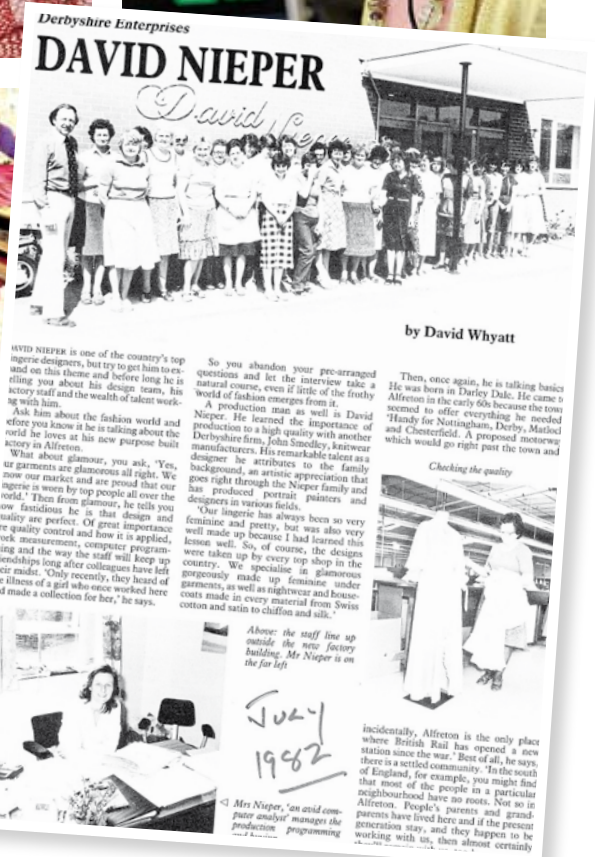 Derbyshire Enterprises
DAVID NIEPER
David Nieper
by David Whyatt
DAVID NIEPER is one of the country's top
lingerie designers, but try to get him to ex-
pand on this theme and before long he is
telling you about his design team, his
factory staff and the wealth of talent work-
ing with him.
Ask him about the fashion world and
before you know it he is talking about the
world he loves at his new purpose built
factory in Alfreton.
What about glamour, you ask, 'Yes,
our garments are glamorous all right. We
know our market and are proud that our
lingerie is worn by top people all over the
world.' Then from glamour, he tells you
how fastidious he is that design and
quality are perfect. Of great importance
are quality control and how it is applied,
work measurement, computer program-
ing and the way the staff will keep up
friendships long after colleagues have left
their midst. 'Only recently, they heard of
the illness of a girl who once worked here
and made a collection for her,' he says.
So you abandon your pre-arranged
questions and let the interview take a
natural course, even if little of the frothy
world of fashion emerges from it.
A production man as well is David
Nieper. He learned the importance of
production to a high quality with another
Derbyshire firm, John Smedley, knitwear
manufacturers. His remarkable talent as a
designer he attributes to the family
background, an artistic appreciation that
goes right through the Nieper family and
has produced portrait painters and
designers in various fields.
'Our lingerie has always been so very
feminine and pretty, but was also very
well made up because I had learned this
lesson well. So, of course, the designs
were taken up by every top shop in the
country. We specialise in glamorous
gorgeously made up feminine under
garments, as well as nightwear and house-
coats made in every material from Swiss
cotton and satin to chiffon and silk.'
Above: the staff line up
outside the new factory
building. Mr Nieper is on
the far left
July
1982
Mrs Nieper, 'an avid com-
puter analyst' manages the
production programming
and buying
Then, once again, he is talking basics
He was born in Darley Dale. He came to
Alfreton in the early 60s because the town
seemed to offer everything he needed
'Handy for Nottingham, Derby, Matlock
and Chesterfield. A proposed motorway
which would go right past the town and
Checking the quality
incidentally, Alfreton is the only place
where British Rail has opened a new
station since the war.' Best of all, he says,
there is a settled community. 'In the south
of England, for example, you might find
that most of the people in a particular
neighbourhood have no roots. Not so in
Alfreton. People's parents and grand-
parents have lived here and if the present
generation stay, and they happen to be
working with us, then almost certainly